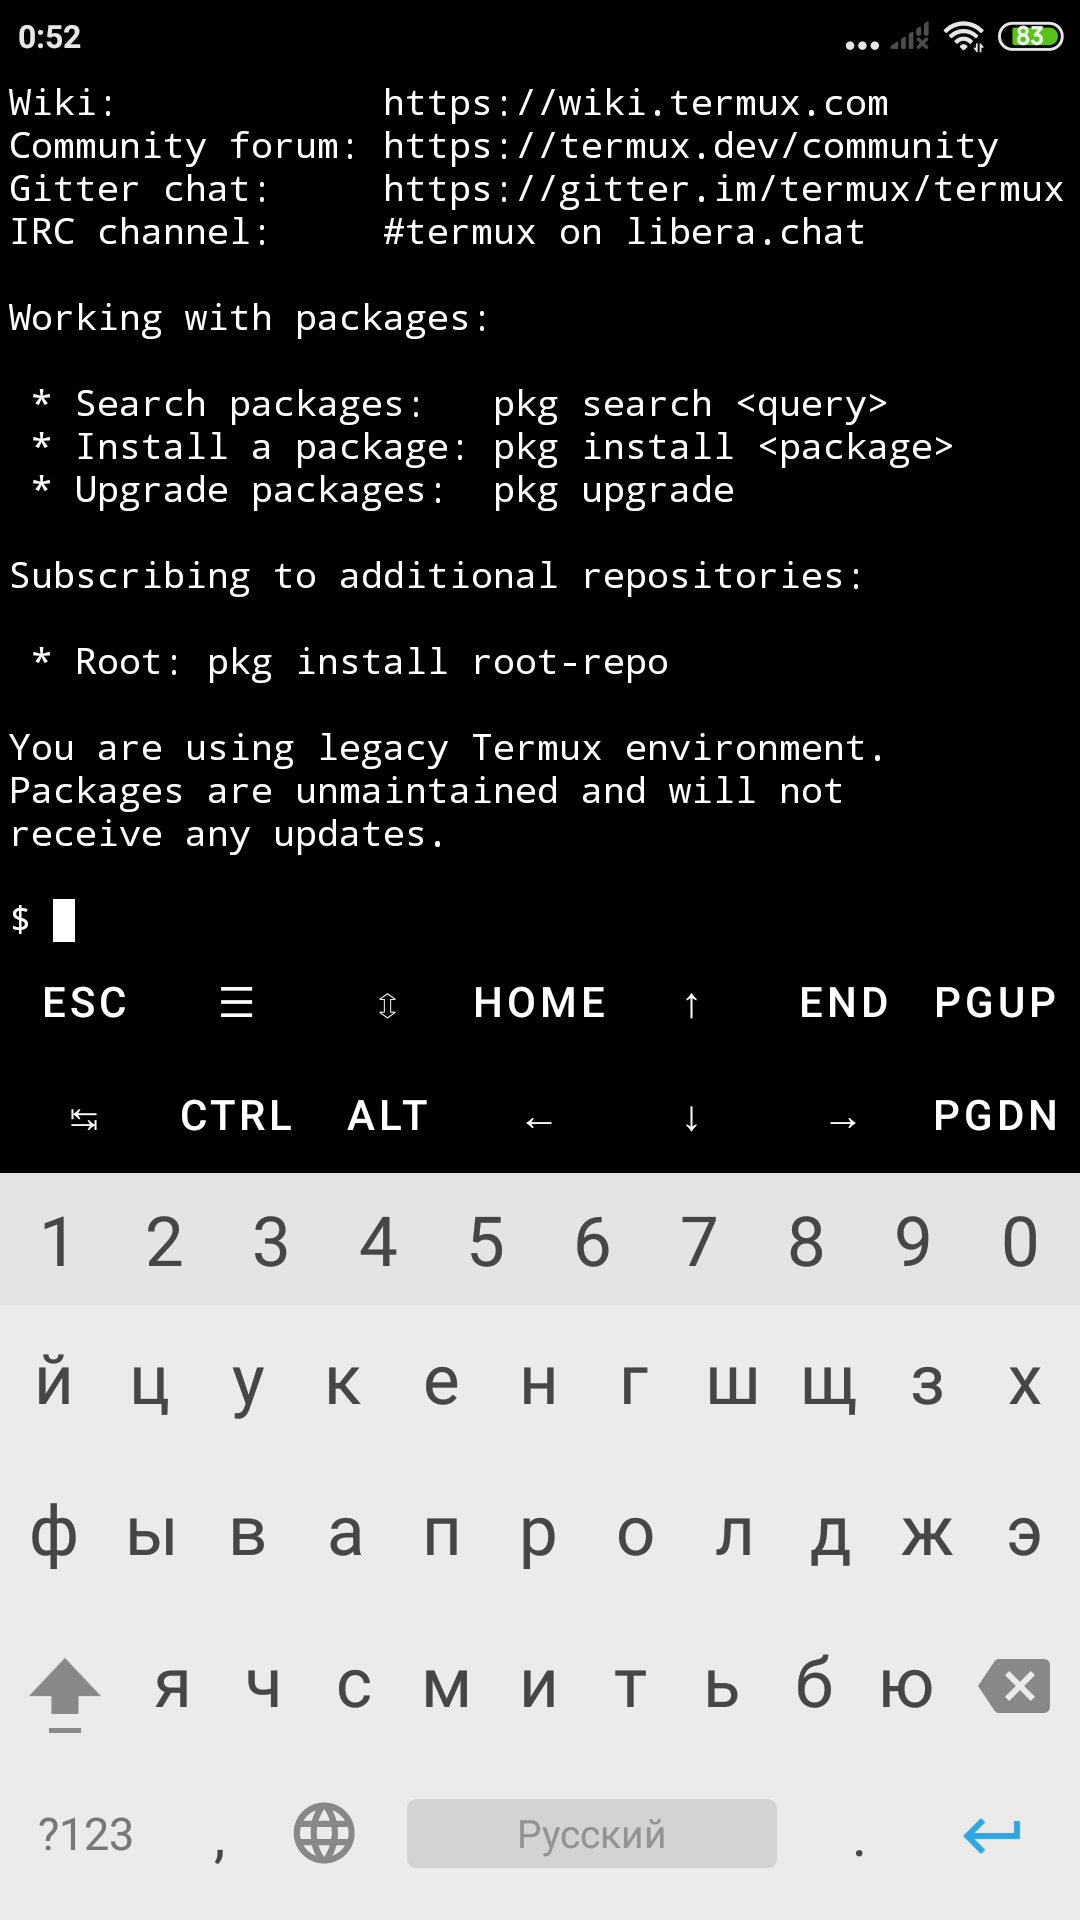 0:52 83
Wiki: https://wiki.termux.com
Community forum: https://termux.dev/community
Gitter chat: https://gitter.im/termux/termux
IRC channel: #termux on libera.chat
Working with packages:
* Search packages: pkg search <query>
* Install a package: pkg install <package>
* Upgrade packages: pkg upgrade
Subscribing to additional repositories:
* Root: pkg install root-repo
You are using legacy Termux environment.
Packages are unmaintained and will not
receive any updates.
$
ESC ☰ ⇳ HOME ↑ END PGUP
↹ CTRL ALT ← ↓ → PGDN
1 2 3 4 5 6 7 8 9 0
й ц у к е н г ш щ з х
ф ы в а п р о л д ж э
я ч с м и т ь б ю
?123 , Русский .